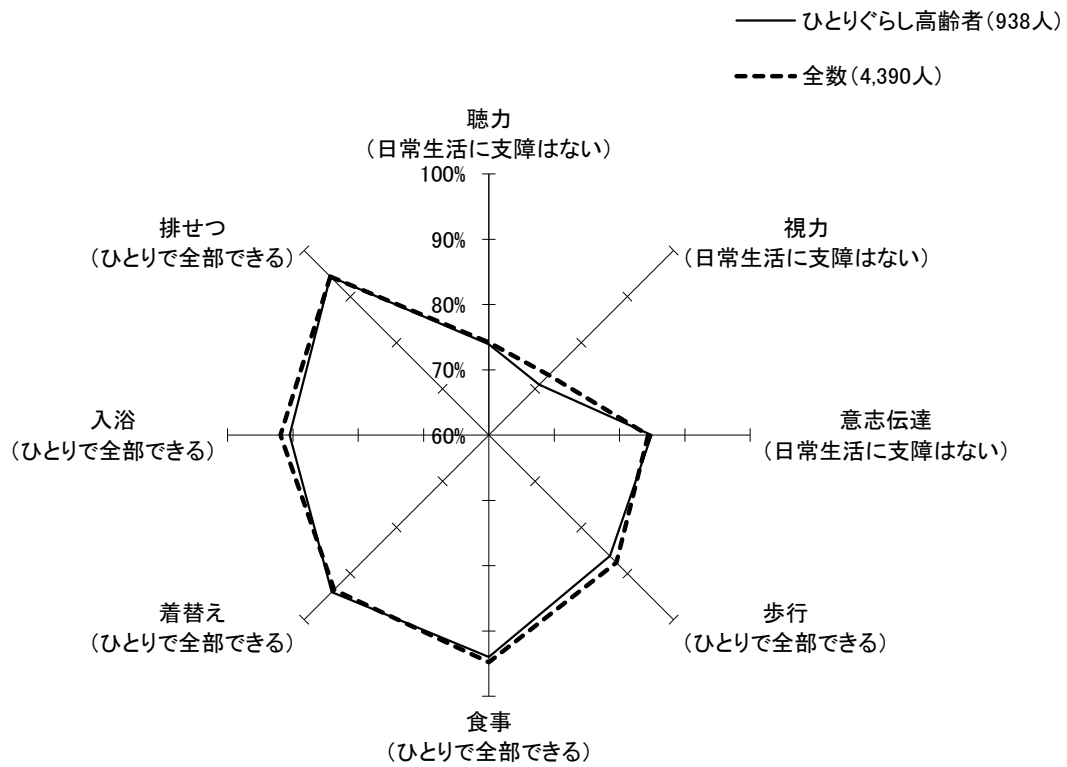 ひとりぐらし高齢者(938人)
全数(4,390人)
聴力
(日常生活に支障はない)
100%
90%
80%
70%
60%
視力
(日常生活に支障はない)
意志伝達
(日常生活に支障はない)
歩行
(ひとりで全部できる)
食事
(ひとりで全部できる)
着替え
(ひとりで全部できる)
入浴
(ひとりで全部できる)
排せつ
(ひとりで全部できる)